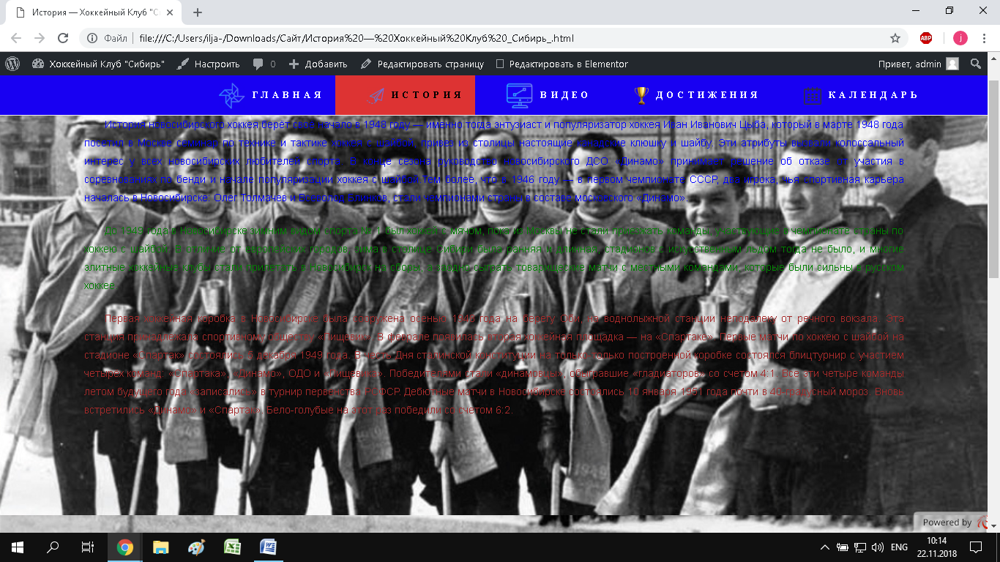 История — Хоккейный Клуб "С
Файл file:///C:/Users/ilja-/Downloads/Сайт/История%20—%20Хоккейный%20Клуб%20_Сибирь_.html
ABP j
Хоккейный Клуб "Сибирь" Настроить 0 Добавить Редактировать страницу Редактировать в Elementor Привет, admin
ГЛАВНАЯ ИСТОРИЯ ВИДЕО ДОСТИЖЕНИЯ КАЛЕНДАРЬ
История новосибирского хоккея берёт свое начало в 1948 году — именно тогда энтузиаст и популяризатор хоккея Иван Иванович Цыба, который в марте 1948 года
посетил в Москве семинар по технике и тактике хоккея с шайбой, привез из столицы настоящие канадские клюшку и шайбу. Эти атрибуты вызвали колоссальный
интерес у всех новосибирских любителей спорта. В конце сезона руководство новосибирского ДСО «Динамо» принимает решение об отказе от участия в
соревнованиях по бенди и начале популяризации хоккея с шайбой. Тем более, что в 1946 году — в первом чемпионате СССР, два игрока, чья спортивная карьера
началась в Новосибирске: Олег Толмачев и Всеволод Блинков, стали чемпионами страны в составе московского «Динамо».
До 1949 года в Новосибирске зимним видом спорта № 1 был хоккей с мячом, пока из Москвы не стали приезжать команды, участвующие в чемпионате страны по
хоккею с шайбой. В отличие от европейских городов, зима в столице Сибири была ранняя и длинная, стадионов с искусственным льдом тогда не было, и многие
элитные хоккейные клубы стали прилетать в Новосибирск на сборы, а заодно сыграть товарищеские матчи с местными командами, которые были сильны в русском
хоккее.
Первая хоккейная коробка в Новосибирске была сооружена осенью 1948 года на берегу Оби, на воднолыжной станции неподалеку от речного вокзала. Эта
станция принадлежала спортивному обществу «Пищевик». В феврале появилась вторая хоккейная площадка — на «Спартаке». Первые матчи по хоккею с шайбой на
стадионе «Спартак» состоялись 5 декабря 1949 года. В честь Дня сталинской конституции на только-только построенной коробке состоялся блицтурнир с участием
четырех команд: «Спартака», «Динамо», ОДО и «Пищевика». Победителями стали «динамовцы», обыгравшие «гладиаторов» со счетом 4:1. Все эти четыре команды
летом будущего года «записались» в турнир первенства РСФСР. Дебютные матчи в Новосибирске состоялись 10 января 1951 года почти в 40-градусный мороз. Вновь
встретились «Динамо» и «Спартак». Бело-голубые на этот раз победили со счетом 6:2.
Powered by
ENG 10:14
22.11.2018